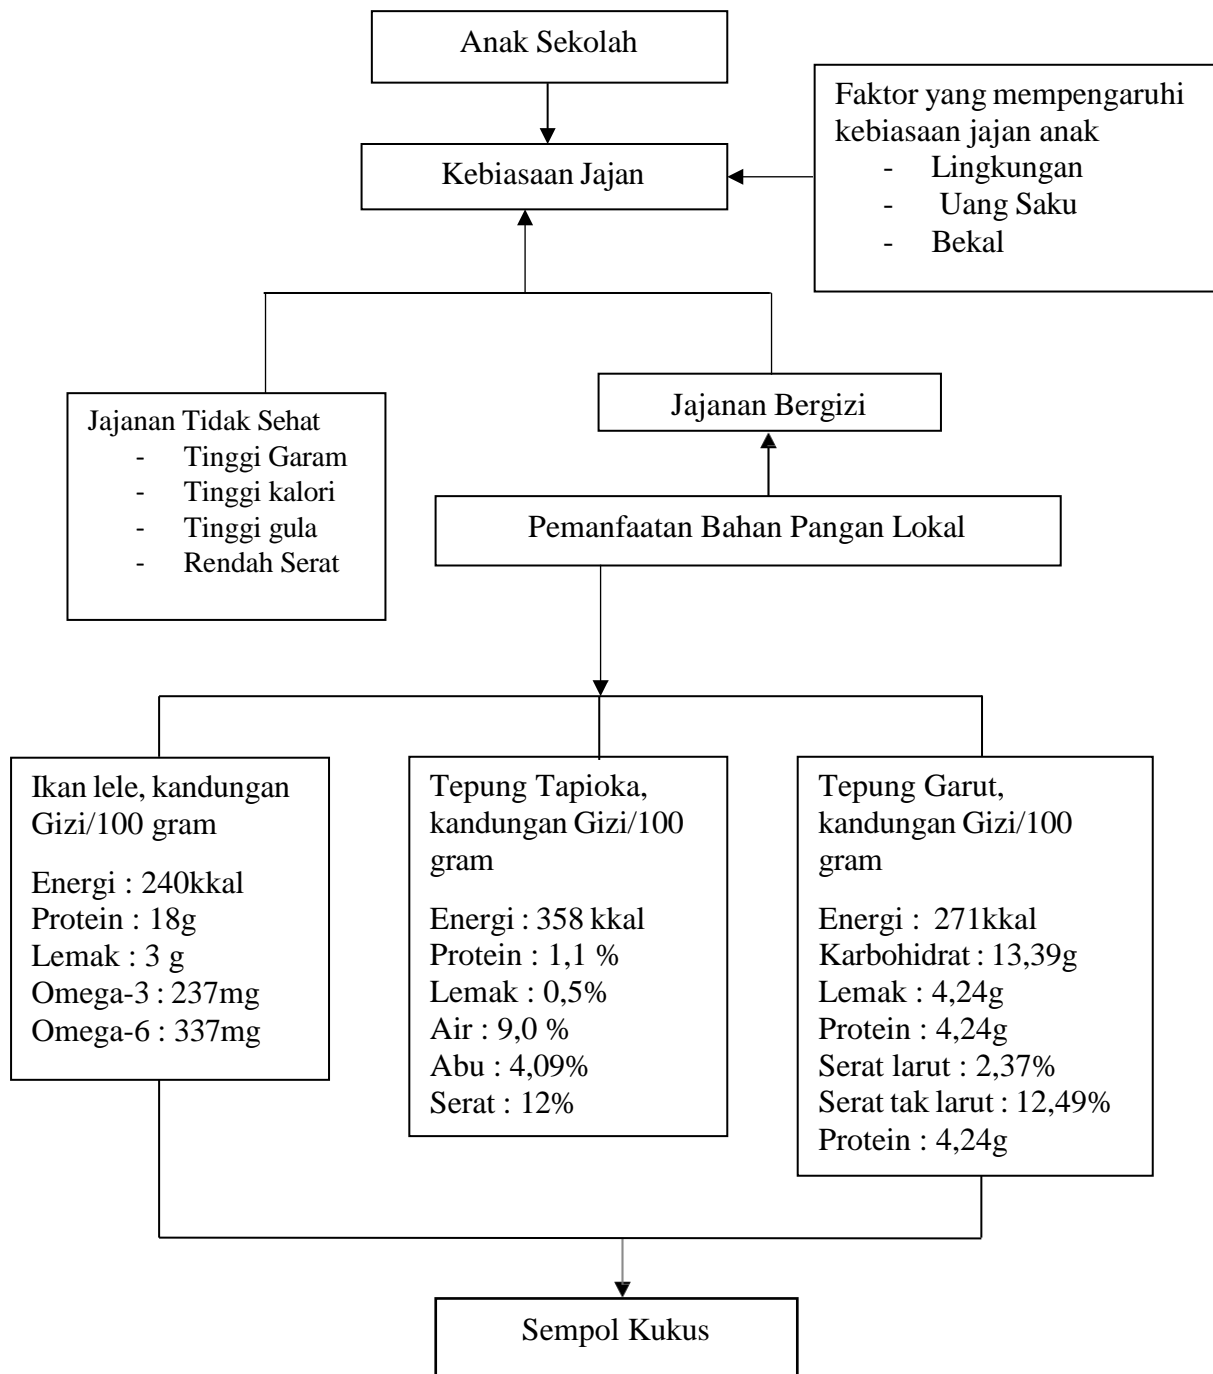 Anak Sekolah
Faktor yang mempengaruhi
kebiasaan jajan anak
- Lingkungan
- Uang Saku
- Bekal
Kebiasaan Jajan
Jajanan Tidak Sehat
- Tinggi Garam
- Tinggi kalori
- Tinggi gula
- Rendah Serat
Jajanan Bergizi
Pemanfaatan Bahan Pangan Lokal
Ikan lele, kandungan
Gizi/100 gram
Energi : 240kkal
Protein : 18g
Lemak : 3 g
Omega-3 : 237mg
Omega-6 : 337mg
Tepung Tapioka,
kandungan Gizi/100
gram
Energi : 358 kkal
Protein : 1,1 %
Lemak : 0,5%
Air : 9,0 %
Abu : 4,09%
Serat : 12%
Tepung Garut,
kandungan Gizi/100
gram
Energi : 271kkal
Karbohidrat : 13,39g
Lemak : 4,24g
Protein : 4,24g
Serat larut : 2,37%
Serat tak larut : 12,49%
Protein : 4,24g
Sempol Kukus